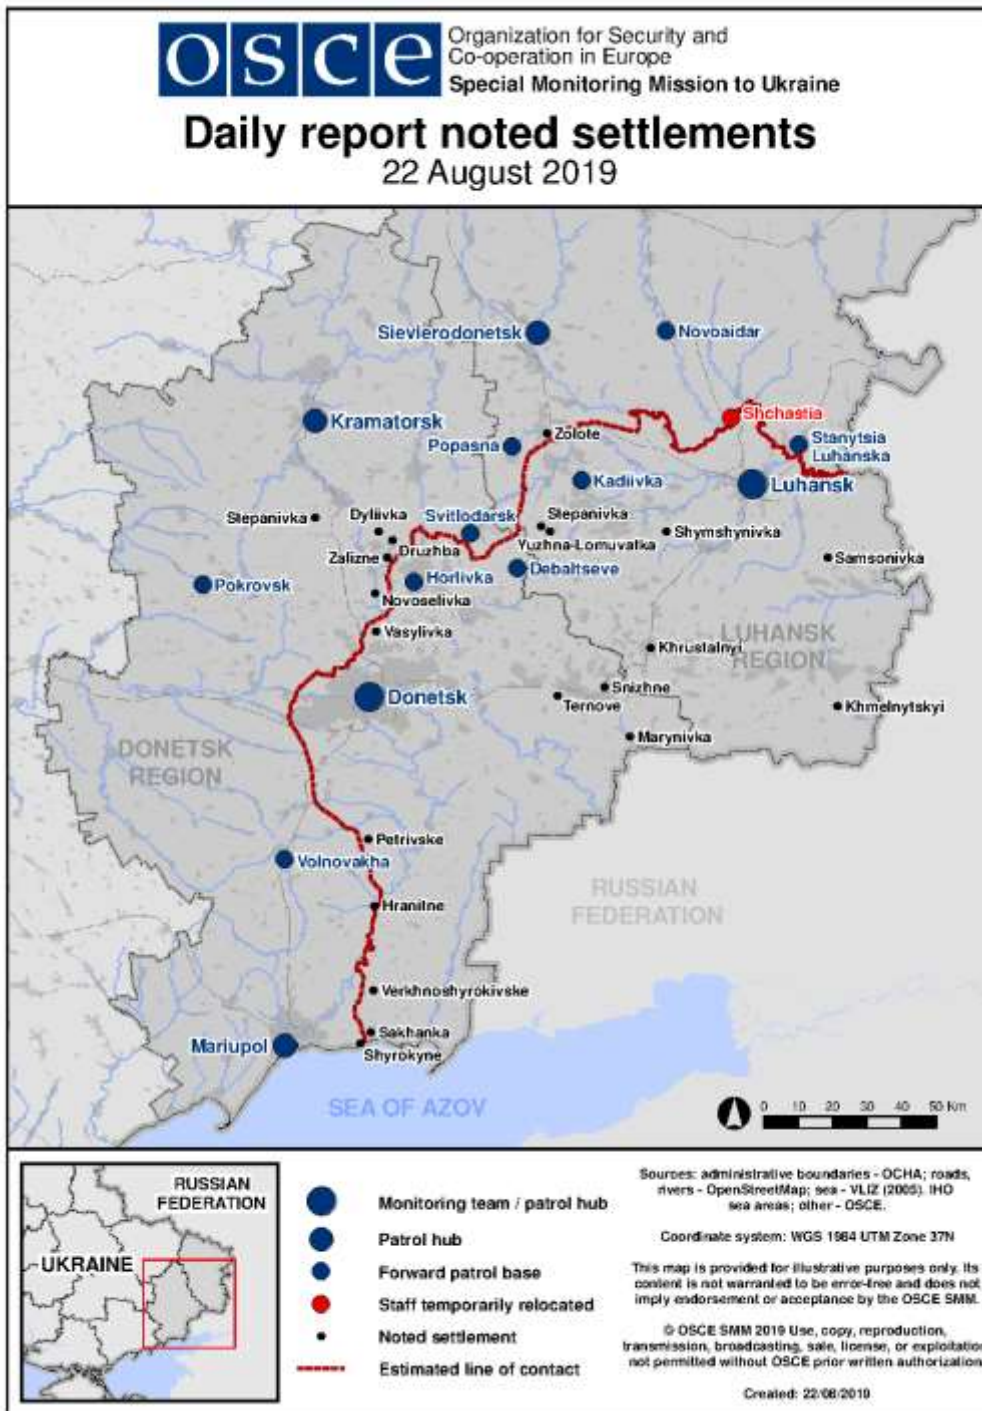 OSCE
Organization for Security and
Co-operation in Europe
Special Monitoring Mission to Ukraine
Daily report noted settlements
22 August 2019
Sievierodonetsk
Novoaidar
Kramatorsk
Shchastia
Zolote
Popasna
Stanytsia
Luhanska
Kadiivka
Luhansk
Stepanivka
Dyliivka
Svitlodarsk
Stepanivka
Druzhba
Yuzhna-Lomuvatka
Shymshynivka
Zalizne
Samsonivka
Pokrovsk
Horlivka
Debaltseve
Novoselivka
Vasylivka
LUHANSK
REGION
Khrustalnyi
Donetsk
Snizhne
Ternove
Khmelnytskyi
Marynivka
DONETSK
REGION
Petrivske
Volnovakha
RUSSIAN
FEDERATION
Hranitne
Verkhnoshyrokivske
Sakhanka
Mariupol
Shyrokyne
SEA OF AZOV
0 10 20 30 40 50 Km
RUSSIAN
FEDERATION
UKRAINE
Monitoring team / patrol hub
Patrol hub
Forward patrol base
Staff temporarily relocated
Noted settlement
Estimated line of contact
Sources: administrative boundaries - OCHA; roads,
rivers - OpenStreetMap; sea - VLIZ (2005). IHO
sea areas; other - OSCE.
Coordinate system: WGS 1984 UTM Zone 37N
This map is provided for illustrative purposes only. Its
content is not warranted to be error-free and does not
imply endorsement or acceptance by the OSCE SMM.
© OSCE SMM 2019 Use, copy, reproduction,
transmission, broadcasting, sale, license, or exploitation
not permitted without OSCE prior written authorization
Created: 22/08/2019